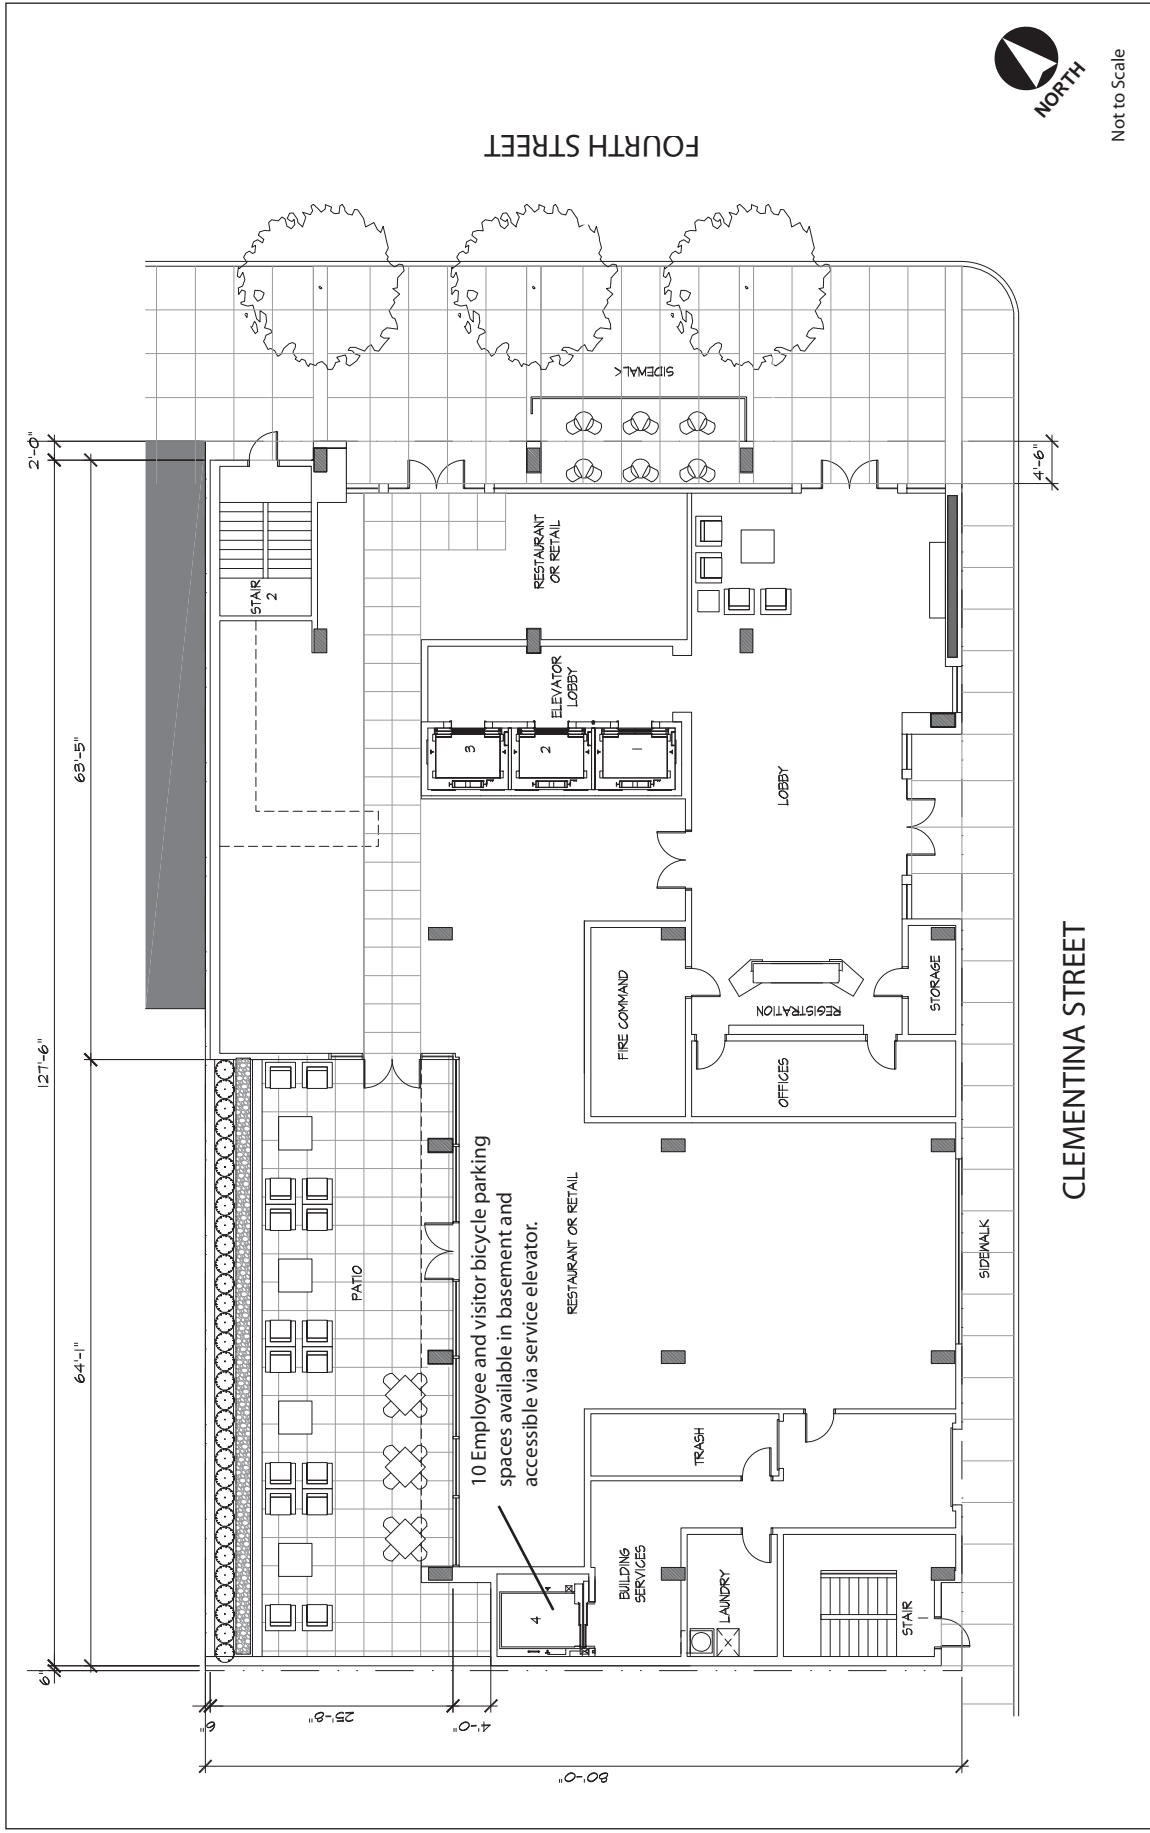 FOURTH STREET
NORTH
Not to Scale
2'-0"
127'-6"
63'-5"
64'-1"
6"
6"
25'-8"
4'-0"
80'-0"
4'-6"
SIDEWALK
STAIR
2
RESTAURANT
OR RETAIL
ELEVATOR
LOBBY
3
2
1
LOBBY
FIRE COMMAND
REGISTRATION
STORAGE
OFFICES
PATIO
10 Employee and visitor bicycle parking
spaces available in basement and
accessible via service elevator.
RESTAURANT OR RETAIL
SIDEWALK
TRASH
BUILDING
SERVICES
LAUNDRY
4
STAIR
1
CLEMENTINA STREET